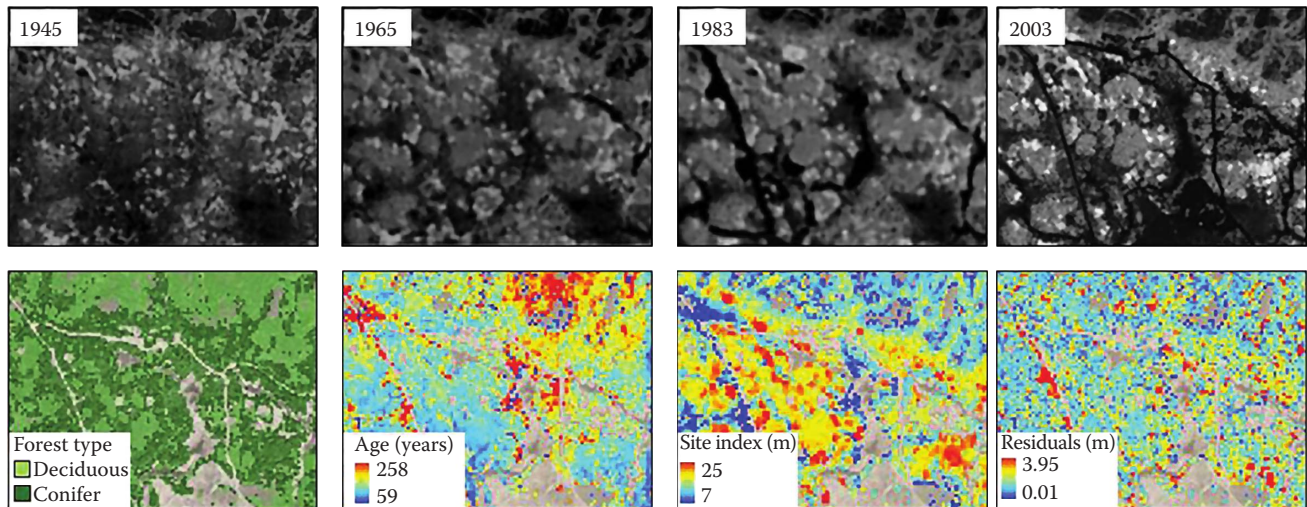 1945
1965
1983
2003
Forest type
Deciduous
Conifer
Age (years)
258
59
Site index (m)
25
7
Residuals (m)
3.95
0.01